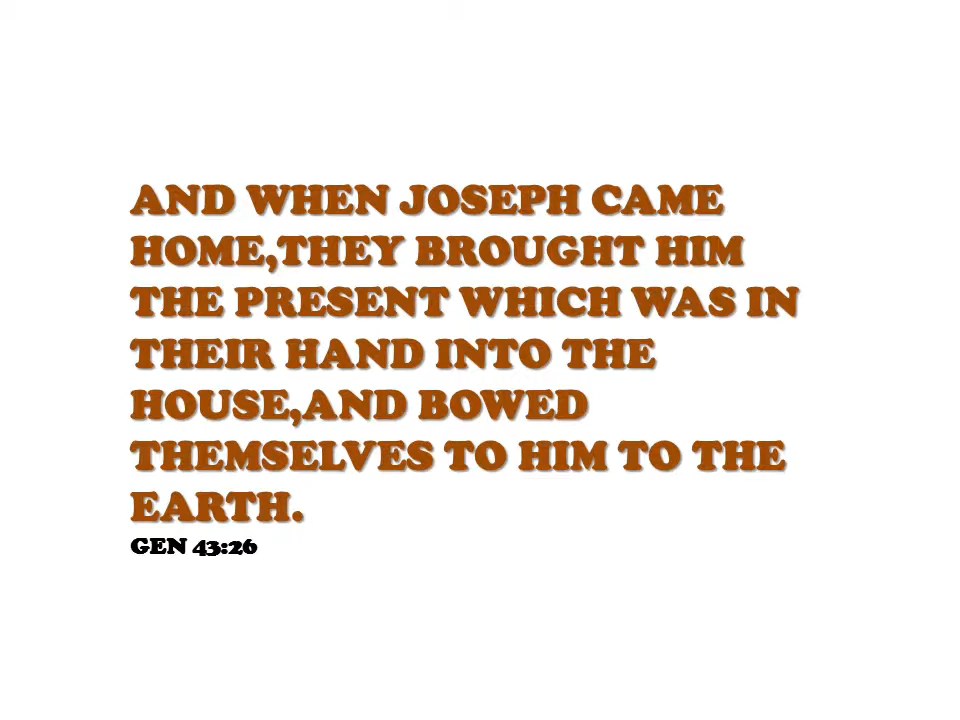 AND WHEN JOSEPH CAME
HOME,THEY BROUGHT HIM
THE PRESENT WHICH WAS IN
THEIR HAND INTO THE
HOUSE,AND BOWED
THEMSELVES TO HIM TO THE
EARTH.
GEN 43:26